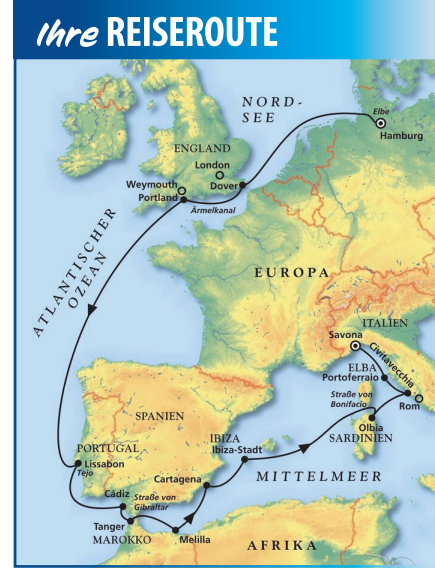 Ihre REISEROUTE
NORD-
SEE
Elbe
Hamburg
ENGLAND
London
Weymouth
Dover
Portland
Ärmelkanal
ATLANTISCHER
OZEAN
EUROPA
ITALIEN
Savona
Civitavecchia
ELBA
Portoferraio
Straße von
Bonifacio
Rom
SPANIEN
Olbia
SARDINIEN
IBIZA
Ibiza-Stadt
PORTUGAL
Lissabon
Tejo
MITTELMEER
Cartagena
Cádiz
Straße von
Gibraltar
Tanger
MAROKKO
Melilla
AFRIKA